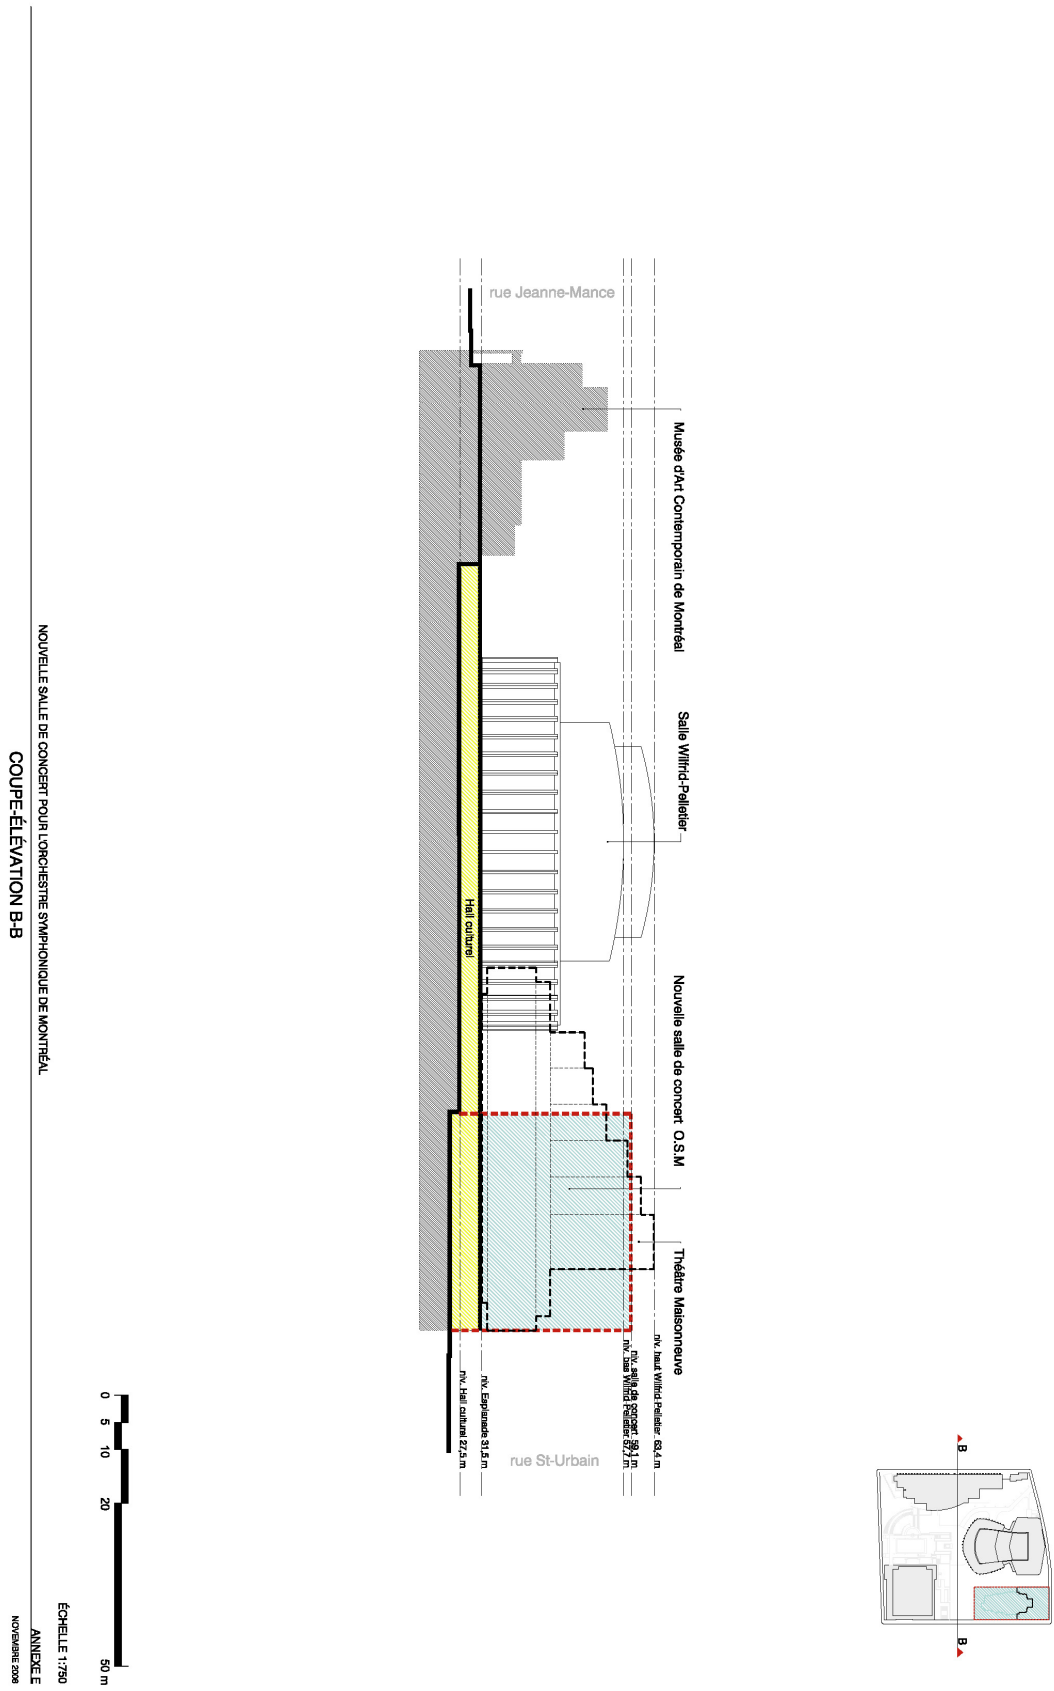 rue Jeanne-Mance
Musée d'Art Contemporain de Montréal
Salle Wilfrid-Pelletier
Nouvelle salle de concert O.S.M
Théâtre Maisonneuve
Hall culturel
niv. haut Wilfrid-Pelletier 63,4 m
niv. salle de concert 59,1 m
niv. bas Wilfrid-Pelletier 57,7 m
niv. Esplanade 31,5 m
niv. Hall culturel 27,5 m
rue St-Urbain
B
B
0 5 10 20 50 m
ÉCHELLE 1:750
NOUVELLE SALLE DE CONCERT POUR L'ORCHESTRE SYMPHONIQUE DE MONTRÉAL
COUPE-ÉLÉVATION B-B
ANNEXE E
NOVEMBRE 2008